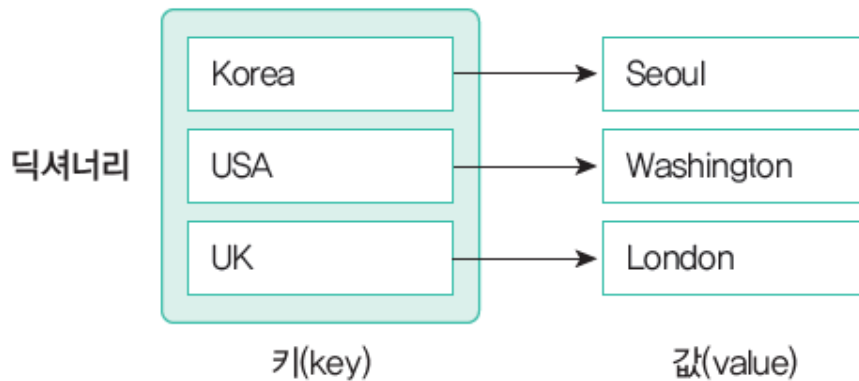 Korea Seoul
딕셔너리 USA Washington
UK London
키(key) 값(value)